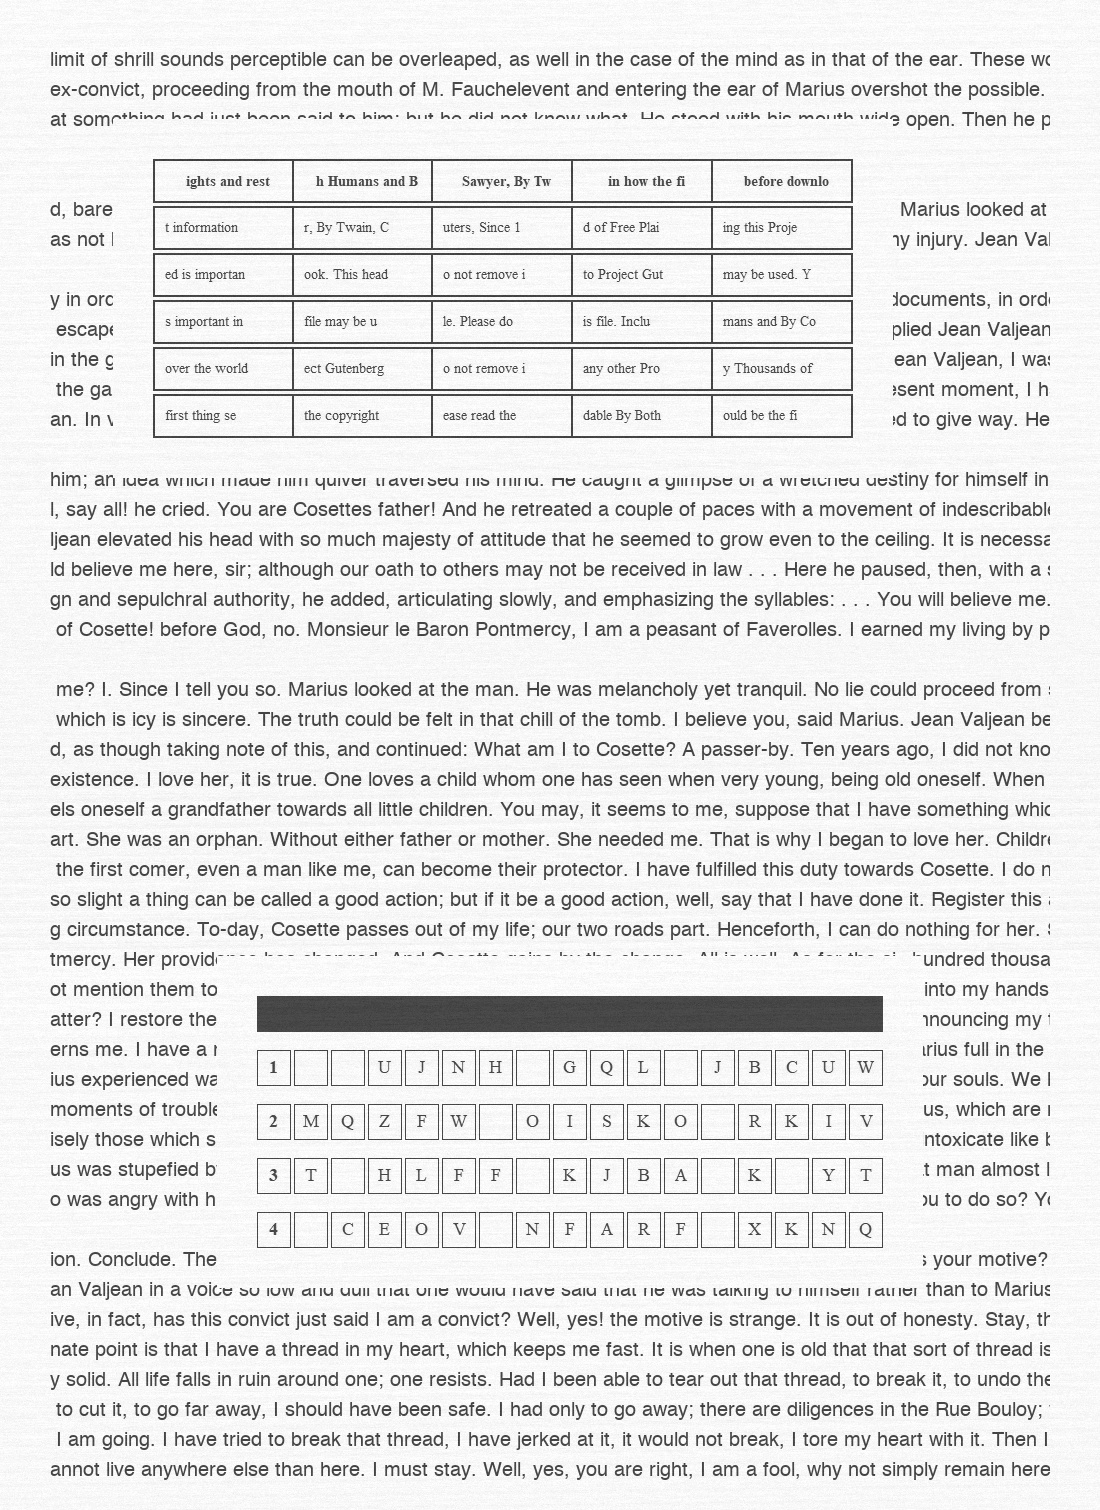 limit of shrill sounds perceptible can be overleaped, as well in the case of the mind as in that of the ear. These
ex-convict, proceeding from the mouth of M. Fauchelevent and entering the ear of Marius overshot the possible.
at something had just been said to him; but he did not know what. He stood with his mouth wide open. Then he p
ights and rest h Humans and B Sawyer, By Tw in how the fi before downlo
d, bare Marius looked at
t information r, By Twain, C uters, Since 1 d of Free Plai ing this Proje
as not injury. Jean Val
ed is importan ook. This head o not remove i to Project Gut may be used. Y
y in ord documents, in orde
s important in file may be u le. Please do is file. Inclu mans and By Co
escape plied Jean Valjean
in the g ean Valjean, I was
over the world ect Gutenberg o not remove i any other Pro y Thousands of
the ga esent moment, I h
first thing se the copyright ease read the dable By Both ould be the fi
an. In v ed to give way. He
him; an idea which made him quiver traversed his mind. He caught a glimpse of a wretched destiny for himself in
l, say all! he cried. You are Cosettes father! And he retreated a couple of paces with a movement of indescribable
ljean elevated his head with so much majesty of attitude that he seemed to grow even to the ceiling. It is necessa
ld believe me here, sir; although our oath to others may not be received in law . . . Here he paused, then, with a
gn and sepulchral authority, he added, articulating slowly, and emphasizing the syllables: . . . You will believe me.
of Cosette! before God, no. Monsieur le Baron Pontmercy, I am a peasant of Faverolles. I earned my living by p
me? I. Since I tell you so. Marius looked at the man. He was melancholy yet tranquil. No lie could proceed from
which is icy is sincere. The truth could be felt in that chill of the tomb. I believe you, said Marius. Jean Valjean be
d, as though taking note of this, and continued: What am I to Cosette? A passer-by. Ten years ago, I did not kno
existence. I love her, it is true. One loves a child whom one has seen when very young, being old oneself. When
els oneself a grandfather towards all little children. You may, it seems to me, suppose that I have something whic
art. She was an orphan. Without either father or mother. She needed me. That is why I began to love her. Childre
the first comer, even a man like me, can become their protector. I have fulfilled this duty towards Cosette. I do n
so slight a thing can be called a good action; but if it be a good action, well, say that I have done it. Register this
g circumstance. To-day, Cosette passes out of my life; our two roads part. Henceforth, I can do nothing for her.
tmercy. Her providence has changed. And Cosette gains by the change. All is well. As for the six hundred thousa
ot mention them to into my hands
atter? I restore the nnouncing my
erns me. I have a arius full in the
1 U J N H G Q L J B C U W
ius experienced wa our souls. We
moments of trouble us, which are
2 M Q Z F W O I S K O R K I V
isely those which s ntoxicate like
us was stupefied b t man almost
3 T H L F F K J B A K Y T
o was angry with h ou to do so? Yo
4 C E O V N F A R F X K N Q
ion. Conclude. The your motive?
an Valjean in a voice so low and dull that one would have said that he was talking to himself rather than to Marius
ive, in fact, has this convict just said I am a convict? Well, yes! the motive is strange. It is out of honesty. Stay, th
nate point is that I have a thread in my heart, which keeps me fast. It is when one is old that that sort of thread is
y solid. All life falls in ruin around one; one resists. Had I been able to tear out that thread, to break it, to undo the
to cut it, to go far away, I should have been safe. I had only to go away; there are diligences in the Rue Bouloy;
I am going. I have tried to break that thread, I have jerked at it, it would not break, I tore my heart with it. Then I
annot live anywhere else than here. I must stay. Well, yes, you are right, I am a fool, why not simply remain here